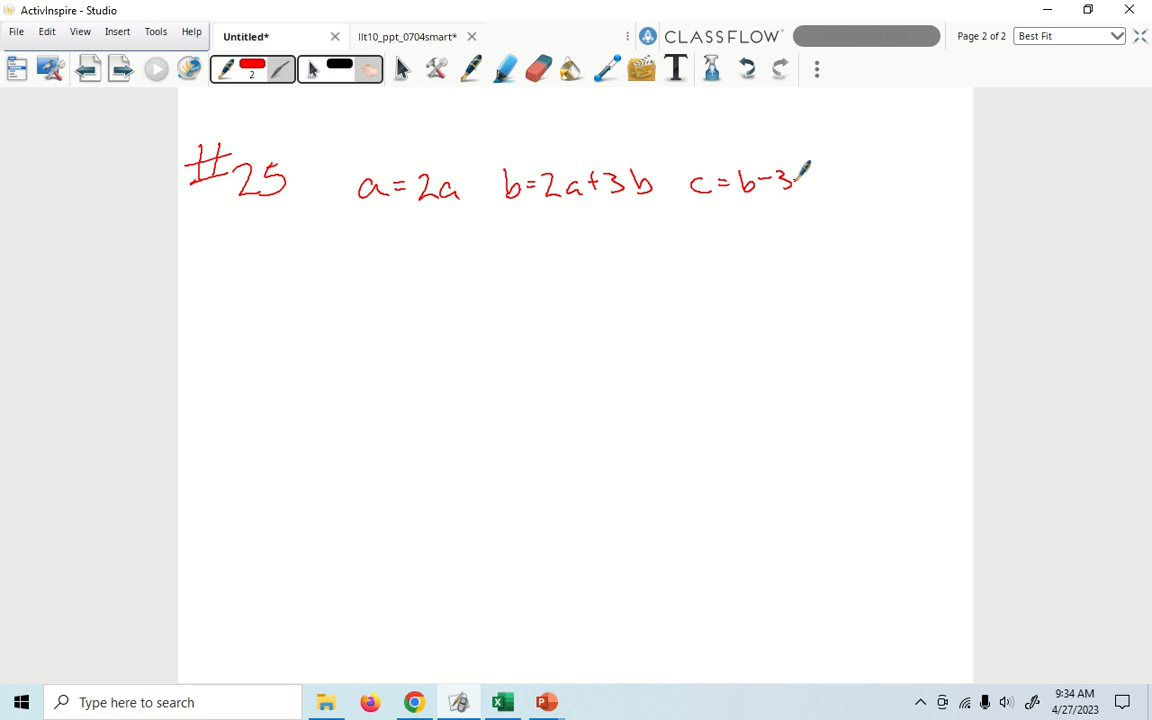 ActivInspire - Studio
File Edit View Insert Tools Help
Untitled* llt10_ppt_0704smart* CLASSFLOW Page 2 of 2 Best Fit
2
#25 a=2a b=2a+3b c=b-3
Type here to search
9:34 AM
4/27/2023